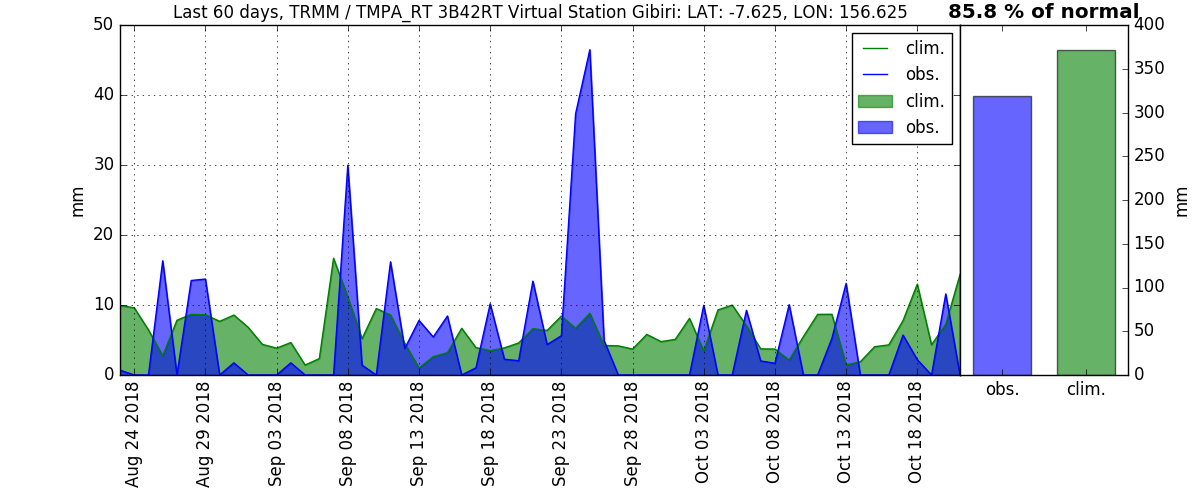 Last 60 days, TRMM / TMPA_RT 3B42RT Virtual Station Gibiri: LAT: -7.625, LON: 156.625
85.8 % of normal
50
40
30
20
10
0
mm
clim.
obs.
clim.
obs.
400
350
300
250
200
150
100
50
0
mm
obs.
clim.
Aug 24 2018
Aug 29 2018
Sep 03 2018
Sep 08 2018
Sep 13 2018
Sep 18 2018
Sep 23 2018
Sep 28 2018
Oct 03 2018
Oct 08 2018
Oct 13 2018
Oct 18 2018